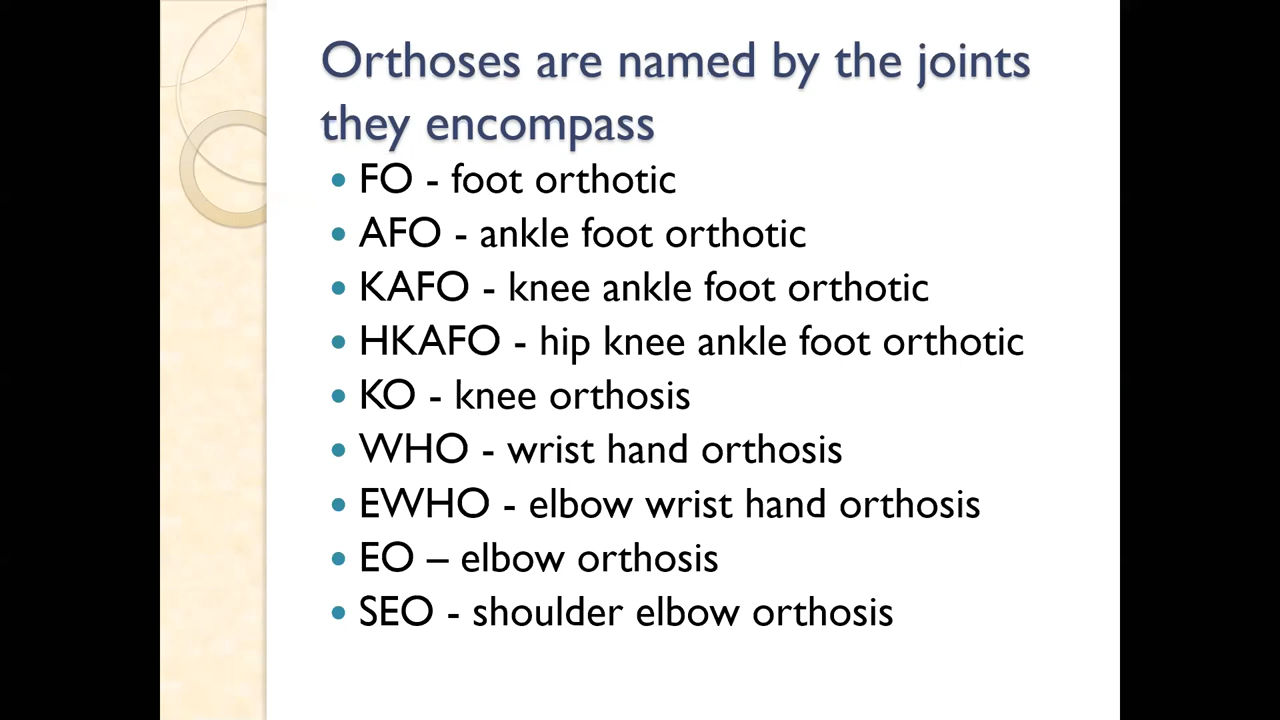 Orthoses are named by the joints
they encompass
• FO - foot orthotic
• AFO - ankle foot orthotic
• KAFO - knee ankle foot orthotic
• HKAFO - hip knee ankle foot orthotic
• KO - knee orthosis
• WHO - wrist hand orthosis
• EWHO - elbow wrist hand orthosis
• EO – elbow orthosis
• SEO - shoulder elbow orthosis